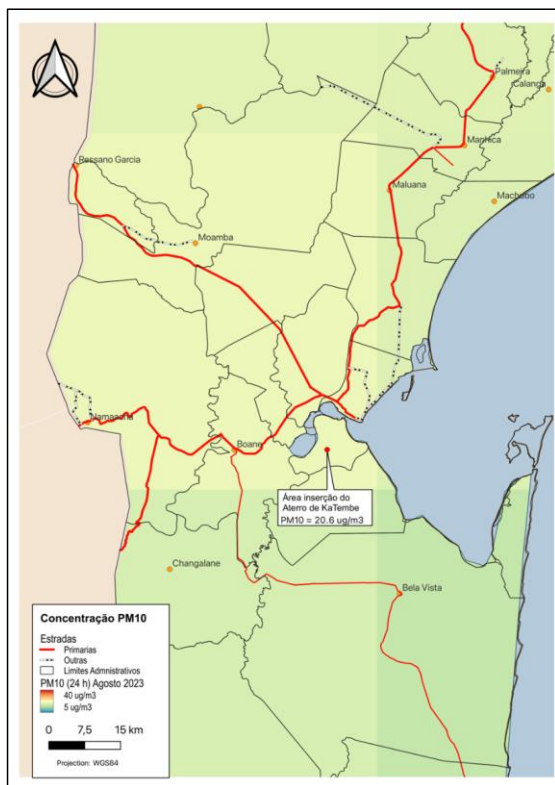 Palmeira
Calanga
Manhica
Ressano Garcia
Maluana
Machubo
Moamba
Namaacha
Boane
Área inserção do
Aterro de KaTembe
PM10 = 20.6 ug/m3
Changalane
Bela Vista
Concentração PM10
Estradas
Primarias
Outras
Limites Admnistrativos
PM10 (24 h) Agosto 2023
40 ug/m3
5 ug/m3
0 7,5 15 km
Projection: WGS84